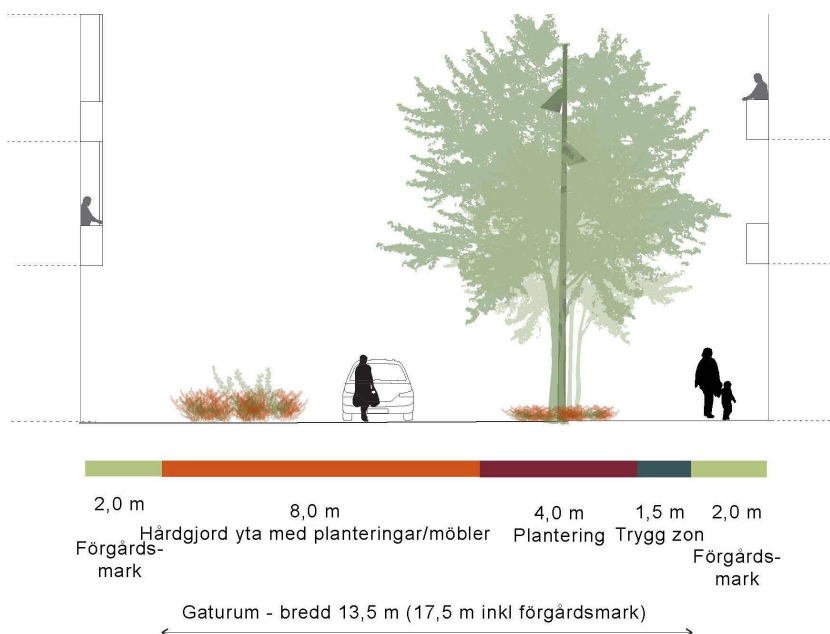 2,0 m
8,0 m
4,0 m
1,5 m
2,0 m
Förgårds-
mark
Hårdgjord yta med planteringar/möbler
Plantering
Trygg zon
Förgårds-
mark
Gaturum - bredd 13,5 m (17,5 m inkl förgårdsmark)